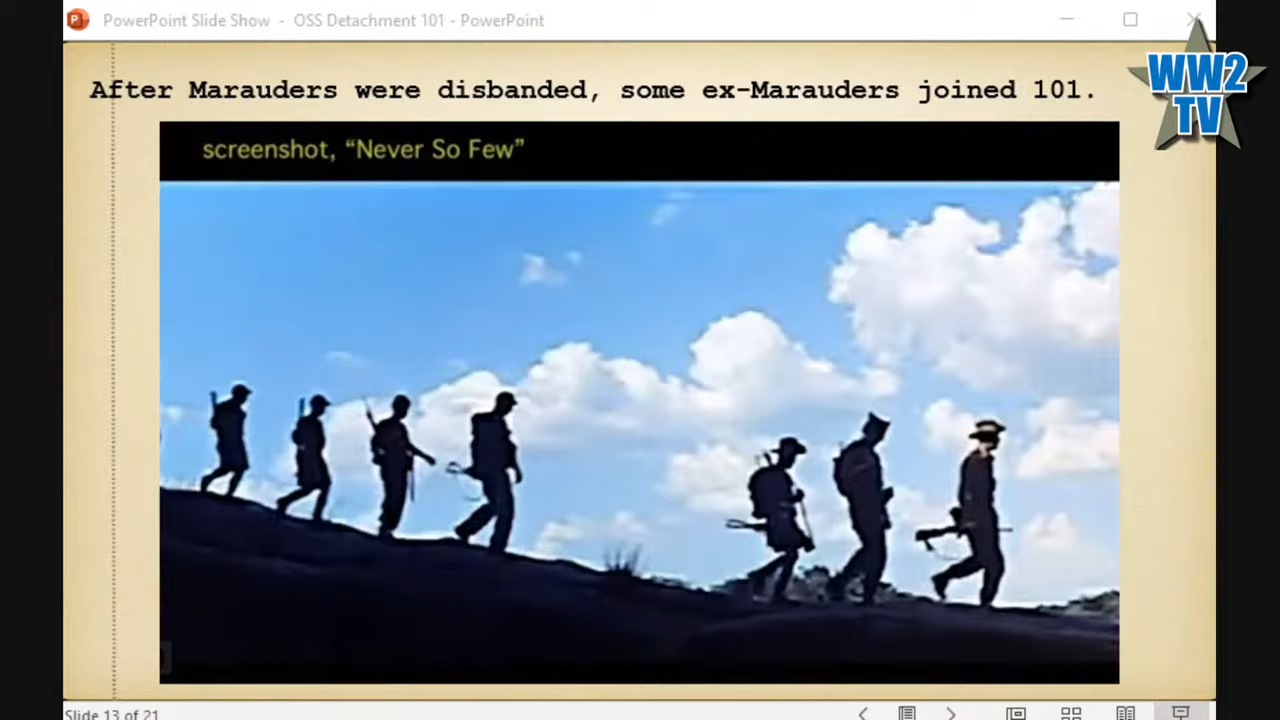 PowerPoint Slide Show - OSS Detachment 101 - PowerPoint
WW2
TV
After Marauders were disbanded, some ex-Marauders joined 101.
screenshot, “Never So Few”
Slide 13 of 21